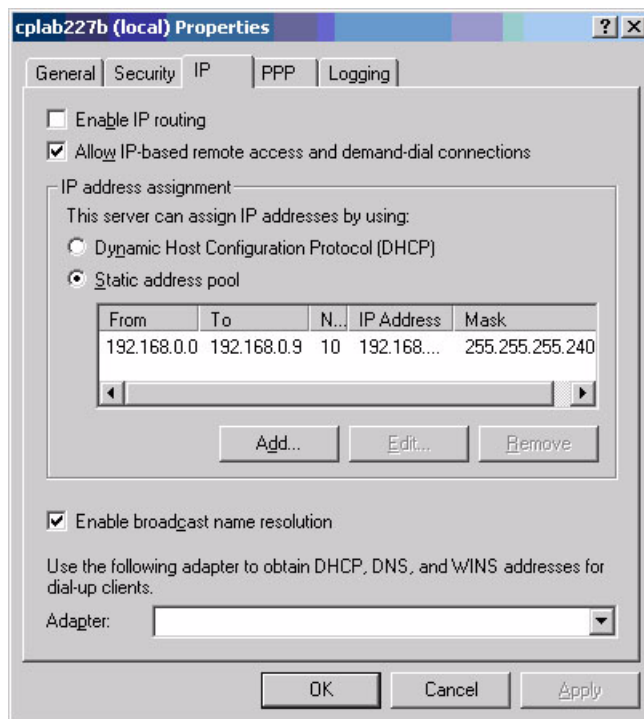 cplab227b (local) Properties
General Security IP PPP Logging
Enable IP routing
Allow IP-based remote access and demand-dial connections
IP address assignment
This server can assign IP addresses by using:
Dynamic Host Configuration Protocol (DHCP)
Static address pool
From To N... IP Address Mask
192.168.0.0 192.168.0.9 10 192.168.... 255.255.255.240
Add... Edit... Remove
Enable broadcast name resolution
Use the following adapter to obtain DHCP, DNS, and WINS addresses for
dial-up clients.
Adapter:
OK Cancel Apply